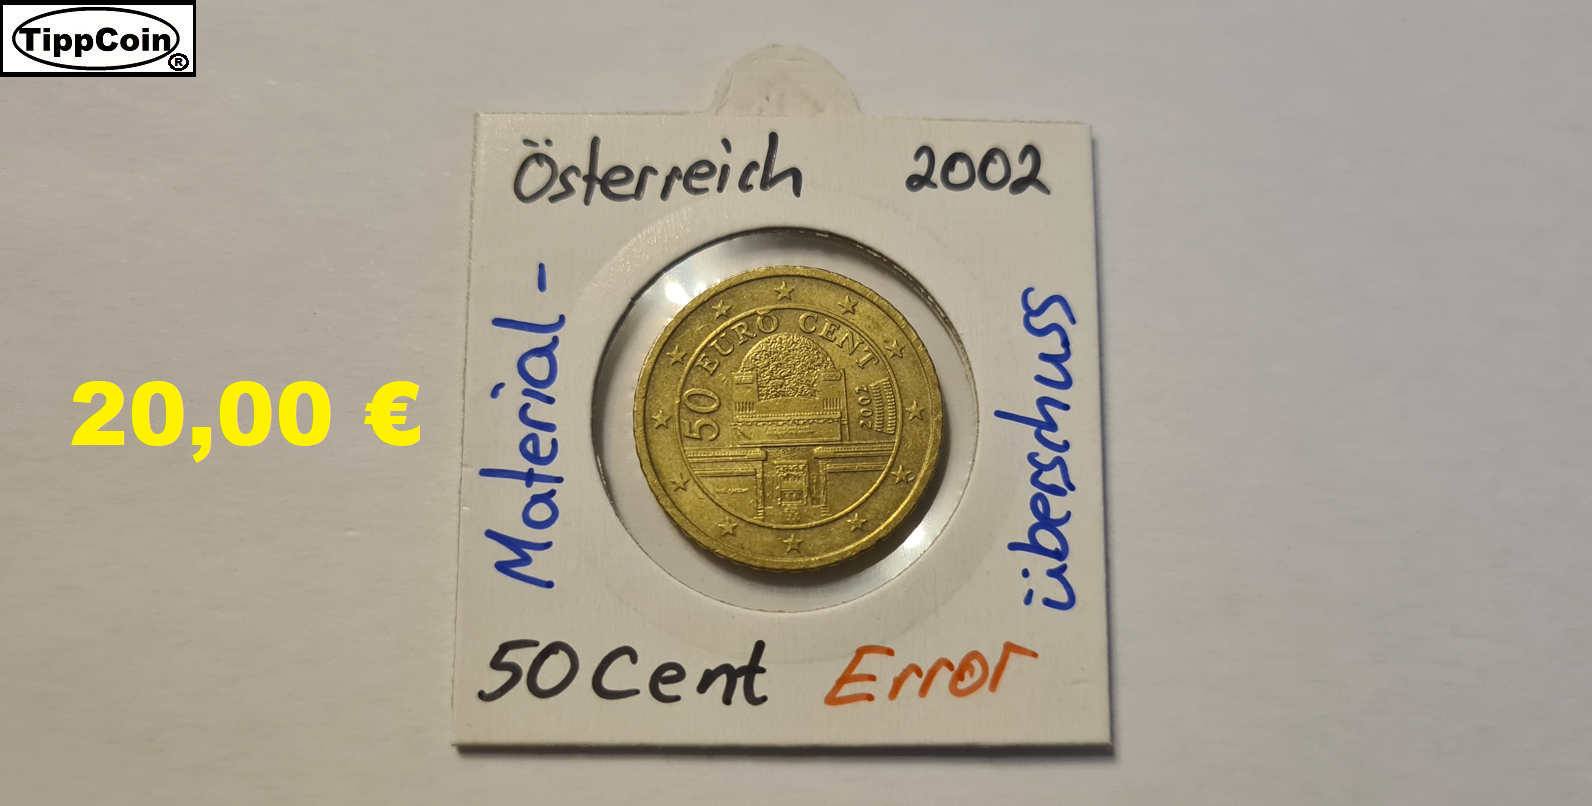 TippCoin
®
Österreich 2002
Material-
überschuss
20,00 €
50 EURO CENT
2002
50 Cent Error